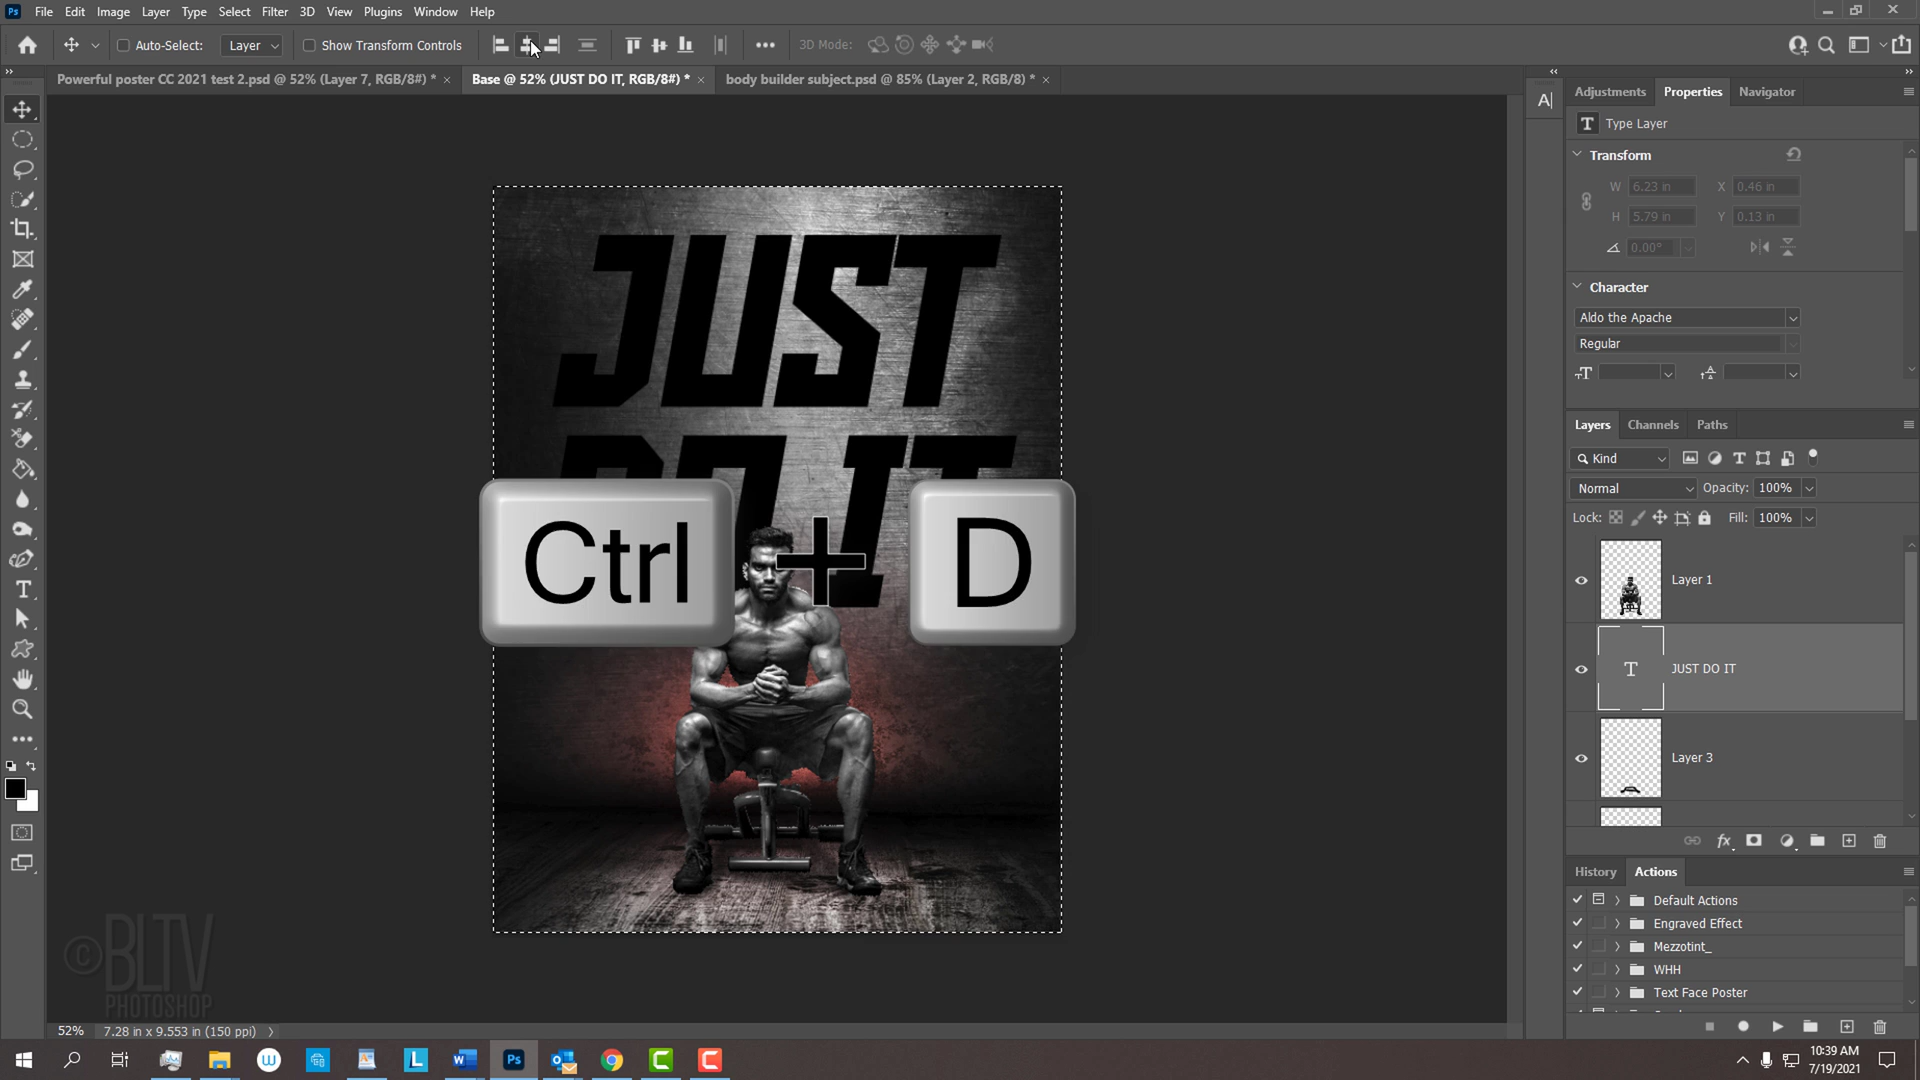 Ps File Edit Image Layer Type Select Filter 3D View Plugins Window Help
Auto-Select: Layer Show Transform Controls ••• 3D Mode:
Powerful poster CC 2021 test 2.psd @ 52% (Layer 7, RGB/8#) * × Base @ 52% (JUST DO IT, RGB/8#) * × body builder subject.psd @ 85% (Layer 2, RGB/8) * ×
Adjustments Properties Navigator
T Type Layer
Transform
W 6.23 in X 0.46 in
H 5.79 in Y 0.13 in
0.00°
Character
Aldo the Apache
Regular
JUST
DO IT
Ctrl + D
Layers Channels Paths
Kind
Normal Opacity: 100%
Lock: Fill: 100%
Layer 1
T JUST DO IT
Layer 3
fx
History Actions
Default Actions
Engraved Effect
Mezzotint_
WHH
Text Face Poster
©BLTV
PHOTOSHOP
52% 7.28 in x 9.553 in (150 ppi) >
10:39 AM
7/19/2021